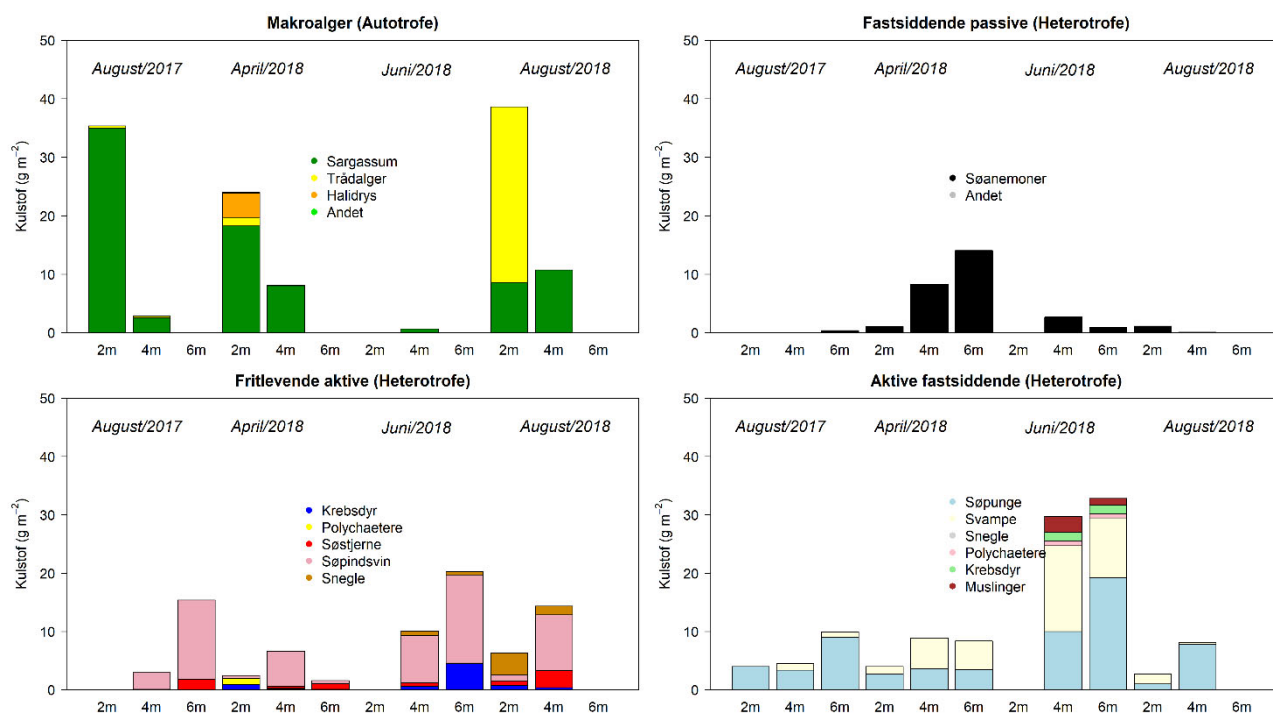 Makroalger (Autotrofe)
50
40
30
20
10
0
Kulstof (g m⁻²)
August/2017
April/2018
Juni/2018
August/2018
Sargassum
Trådalger
Halidrys
Andet
2m 4m 6m 2m 4m 6m 2m 4m 6m 2m 4m 6m
Fastsiddende passive (Heterotrofe)
50
40
30
20
10
0
Kulstof (g m⁻²)
August/2017
April/2018
Juni/2018
August/2018
Søanemoner
Andet
2m 4m 6m 2m 4m 6m 2m 4m 6m 2m 4m 6m
Fritlevende aktive (Heterotrofe)
50
40
30
20
10
0
Kulstof (g m⁻²)
August/2017
April/2018
Juni/2018
August/2018
Krebsdyr
Polychaetere
Søstjerne
Søpindsvin
Snegle
2m 4m 6m 2m 4m 6m 2m 4m 6m 2m 4m 6m
Aktive fastsiddende (Heterotrofe)
50
40
30
20
10
0
Kulstof (g m⁻²)
August/2017
April/2018
Juni/2018
August/2018
Søpunge
Svampe
Snegle
Polychaetere
Krebsdyr
Muslinger
2m 4m 6m 2m 4m 6m 2m 4m 6m 2m 4m 6m